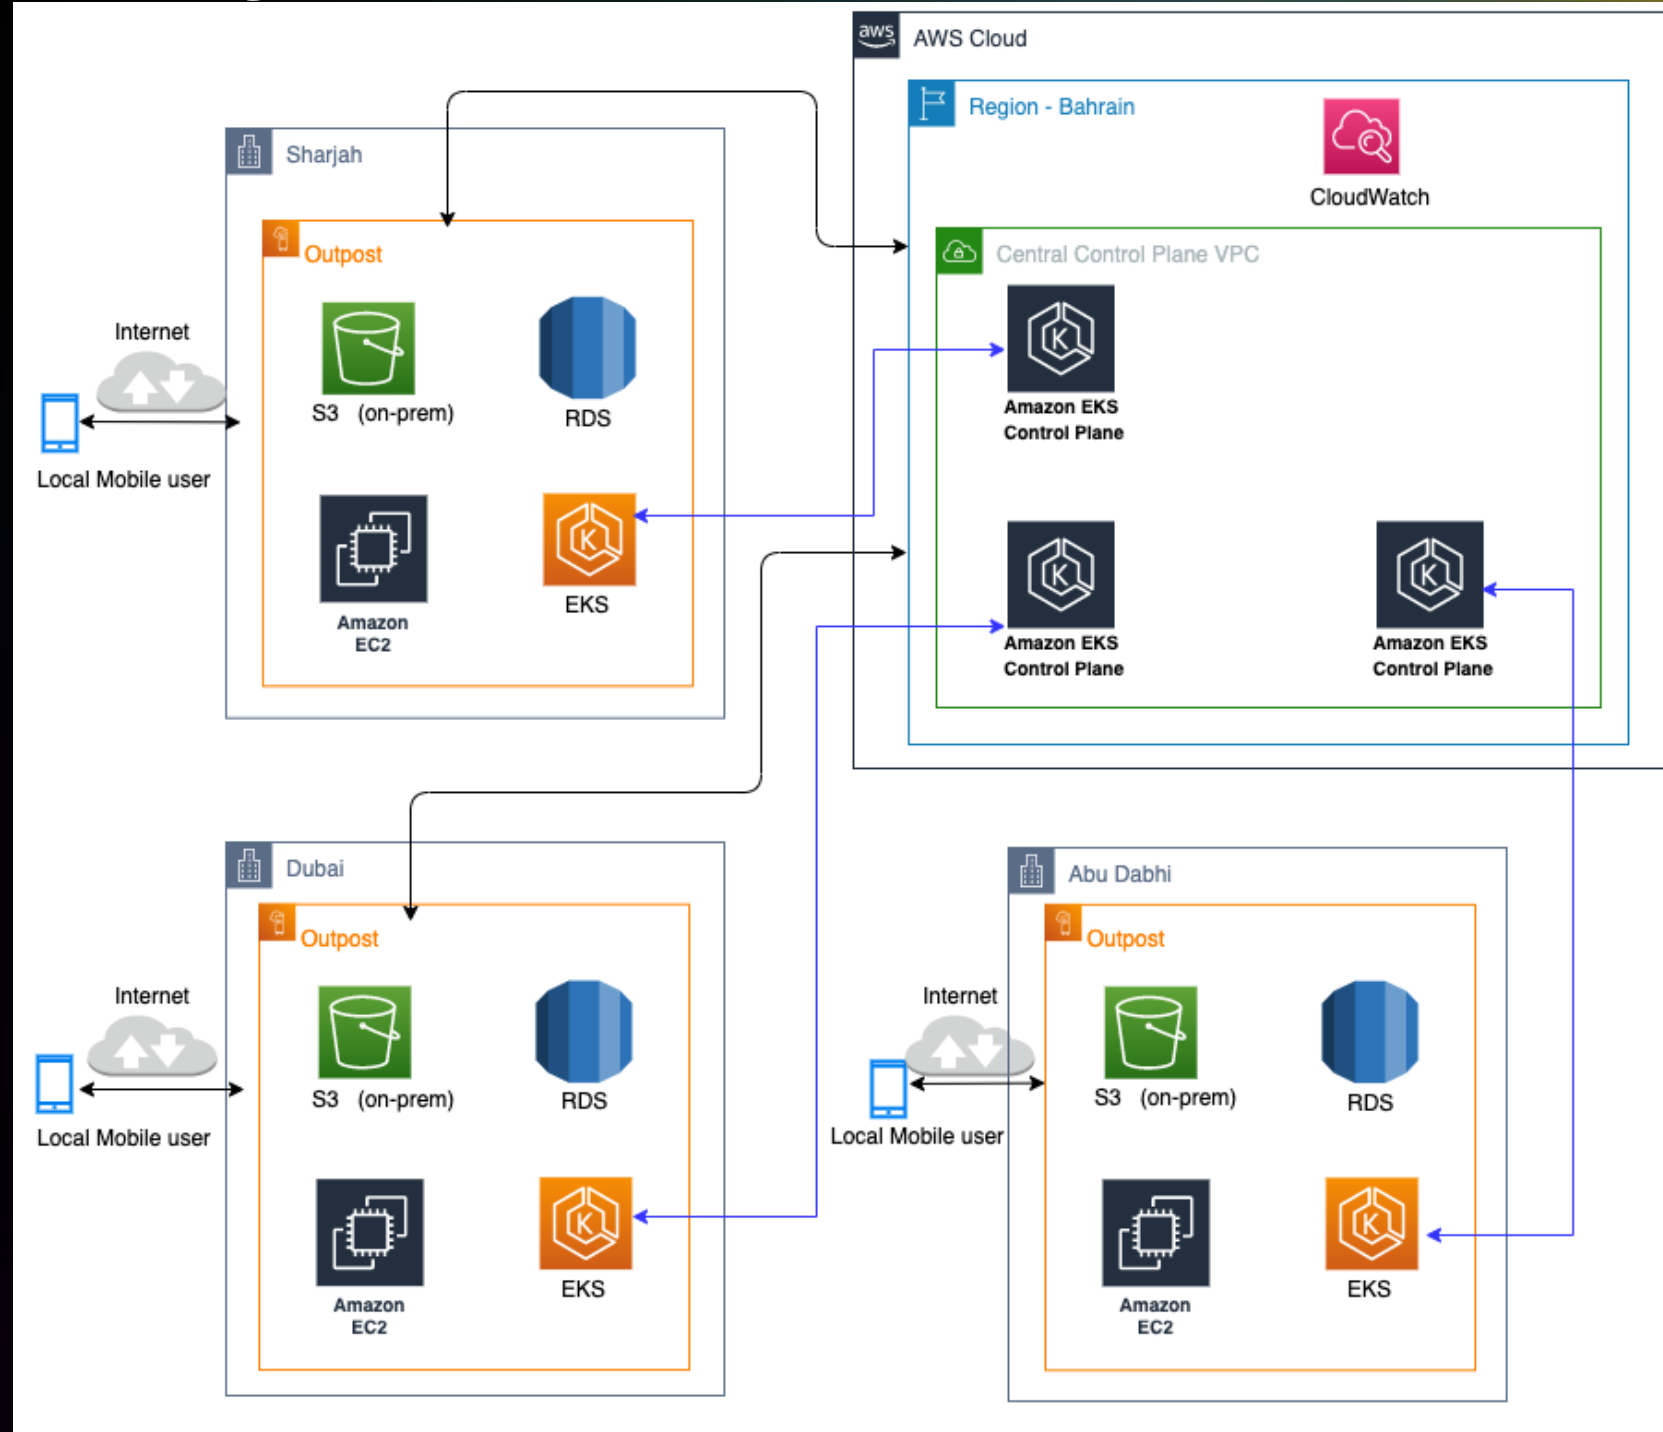 aws
AWS Cloud
Region - Bahrain
CloudWatch
Central Control Plane VPC
Amazon EKS
Control Plane
Amazon EKS
Control Plane
Amazon EKS
Control Plane
Sharjah
Outpost
S3 (on-prem)
RDS
Amazon
EC2
EKS
Internet
Local Mobile user
Dubai
Outpost
S3 (on-prem)
RDS
Amazon
EC2
EKS
Internet
Local Mobile user
Abu Dabhi
Outpost
S3 (on-prem)
RDS
Amazon
EC2
EKS
Internet
Local Mobile user
K
K
K
K
K
K